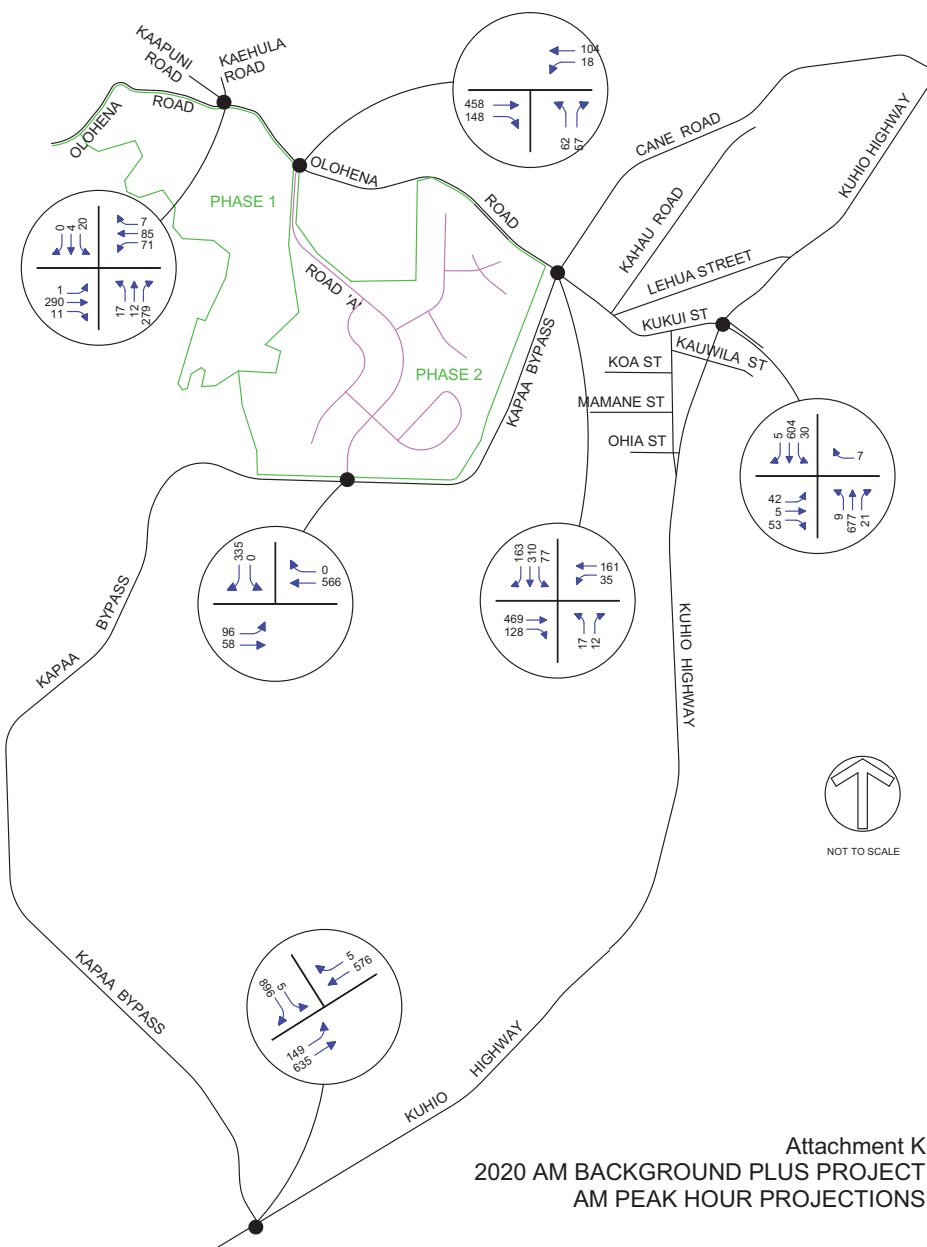 KAAPUNI
ROAD
KAEHULA
ROAD
OLOHENA
ROAD
104
18
458
148
62
57
CANE ROAD
KUHIO HIGHWAY
OLOHENA
ROAD
PHASE 1
KAHAU ROAD
0
4
20
7
85
71
1
290
11
17
12
279
ROAD 'A'
LEHUA STREET
KUKUI ST
KAUWILA ST
KOA ST
MAMANE ST
OHIA ST
PHASE 2
KAPAA BYPASS
5
604
30
7
42
5
53
9
677
21
335
0
0
566
96
58
163
310
77
161
35
469
128
17
12
BYPASS
KAPAA
KUHIO HIGHWAY
NOT TO SCALE
KAPAA BYPASS
896
5
5
576
149
635
KUHIO
HIGHWAY
Attachment K
2020 AM BACKGROUND PLUS PROJECT
AM PEAK HOUR PROJECTIONS